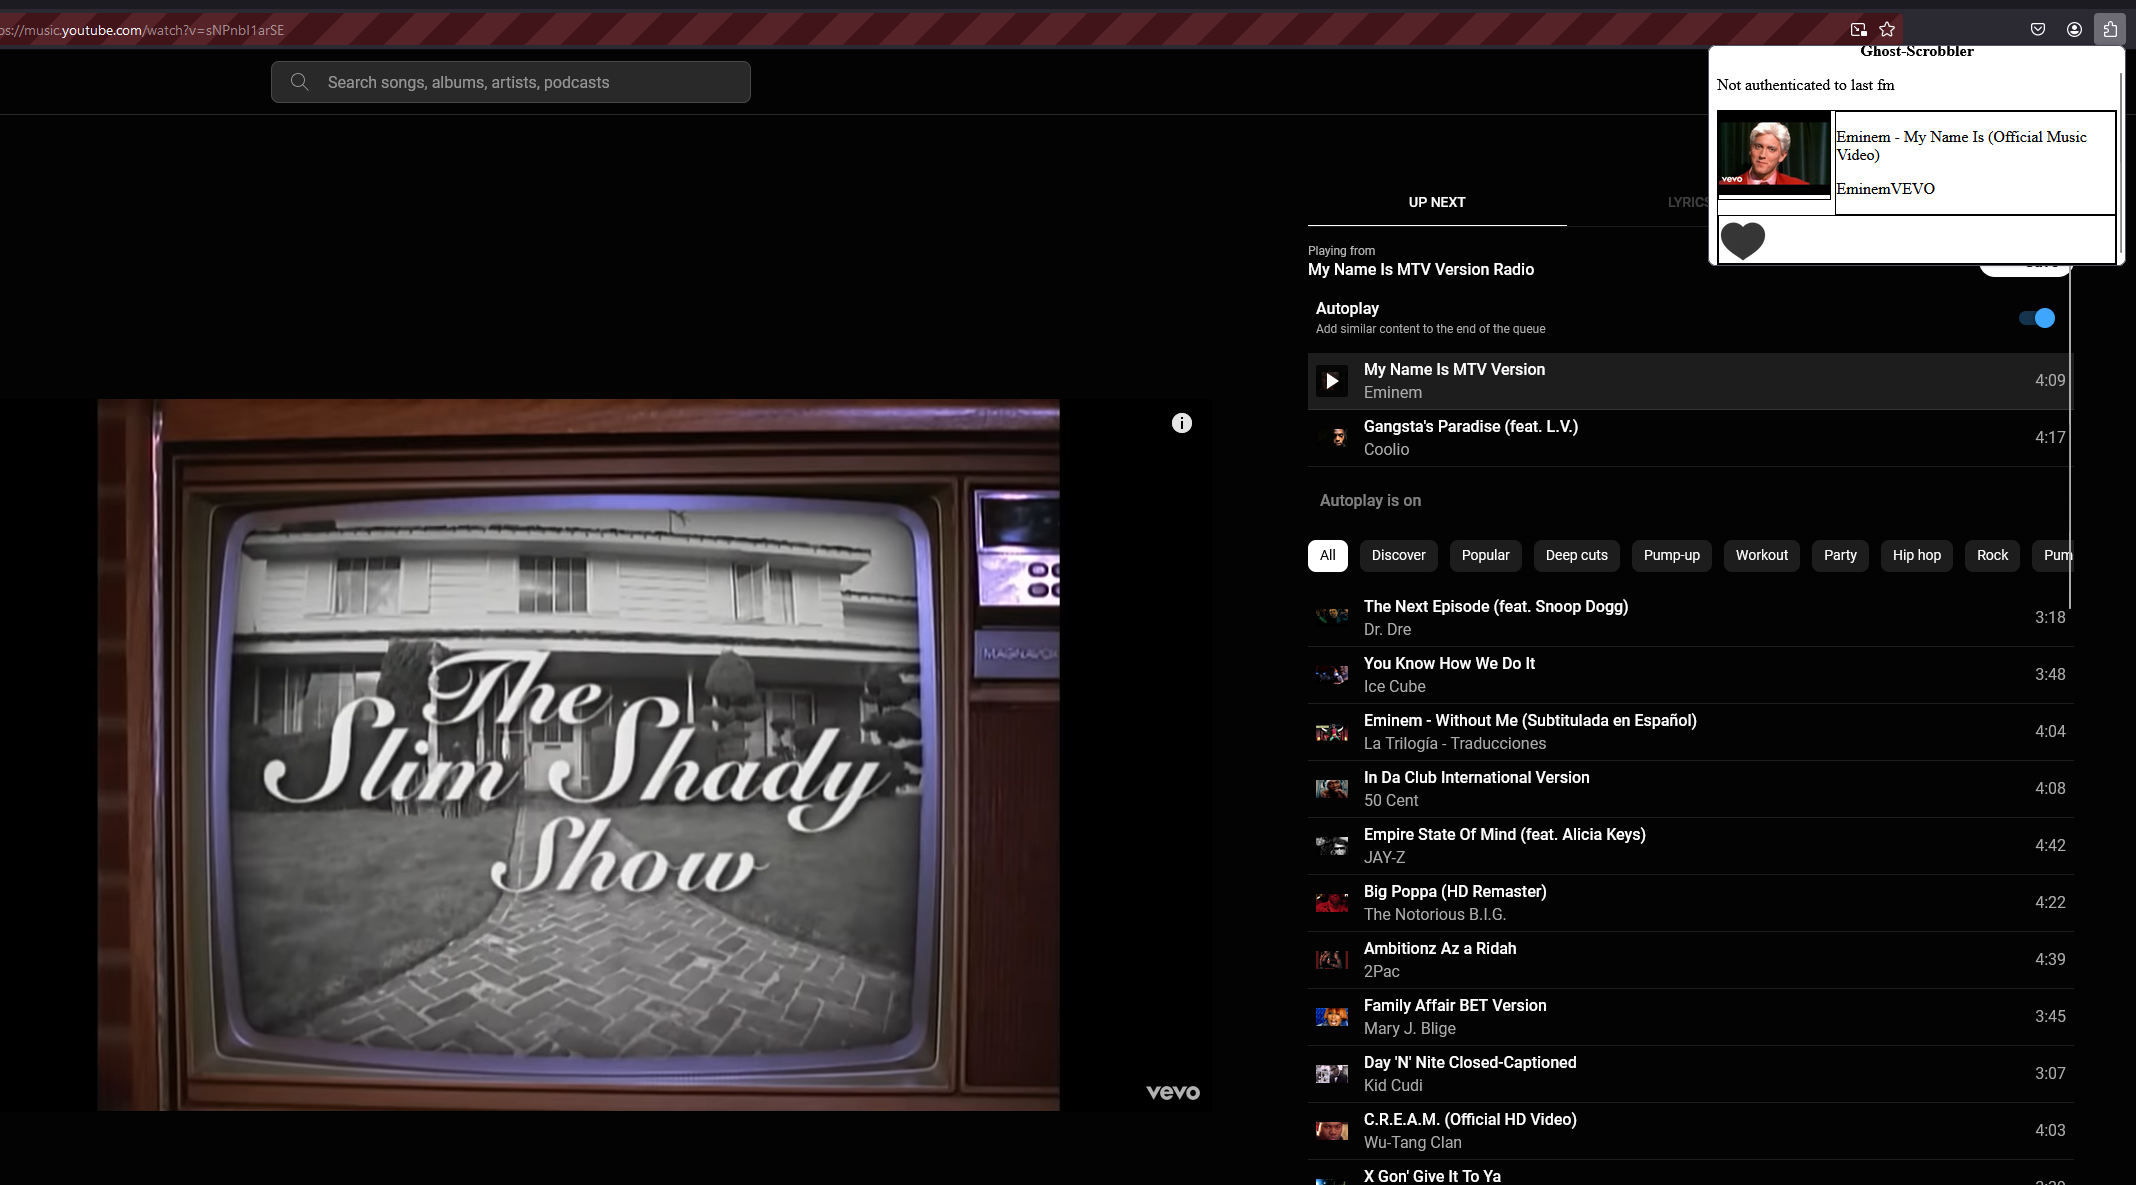 ps://music.youtube.com/watch?v=sNPnbI1arSE
Search songs, albums, artists, podcasts
Ghost-Scrobbler
Not authenticated to last fm
vevo
Eminem - My Name Is (Official Music
Video)
EminemVEVO
UP NEXT
LYRICS
Playing from
My Name Is MTV Version Radio
Autoplay
Add similar content to the end of the queue
My Name Is MTV Version
Eminem
4:09
Gangsta's Paradise (feat. L.V.)
Coolio
4:17
Autoplay is on
All
Discover
Popular
Deep cuts
Pump-up
Workout
Party
Hip hop
Rock
Pum
The Next Episode (feat. Snoop Dogg)
Dr. Dre
3:18
You Know How We Do It
Ice Cube
3:48
Eminem - Without Me (Subtitulada en Español)
La Trilogía - Traducciones
4:04
In Da Club International Version
50 Cent
4:08
Empire State Of Mind (feat. Alicia Keys)
JAY-Z
4:42
Big Poppa (HD Remaster)
The Notorious B.I.G.
4:22
Ambitionz Az a Ridah
2Pac
4:39
Family Affair BET Version
Mary J. Blige
3:45
Day 'N' Nite Closed-Captioned
Kid Cudi
3:07
C.R.E.A.M. (Official HD Video)
Wu-Tang Clan
4:03
X Gon' Give It To Ya
The
Slim Shady
Show
MAGNAVOX
vevo